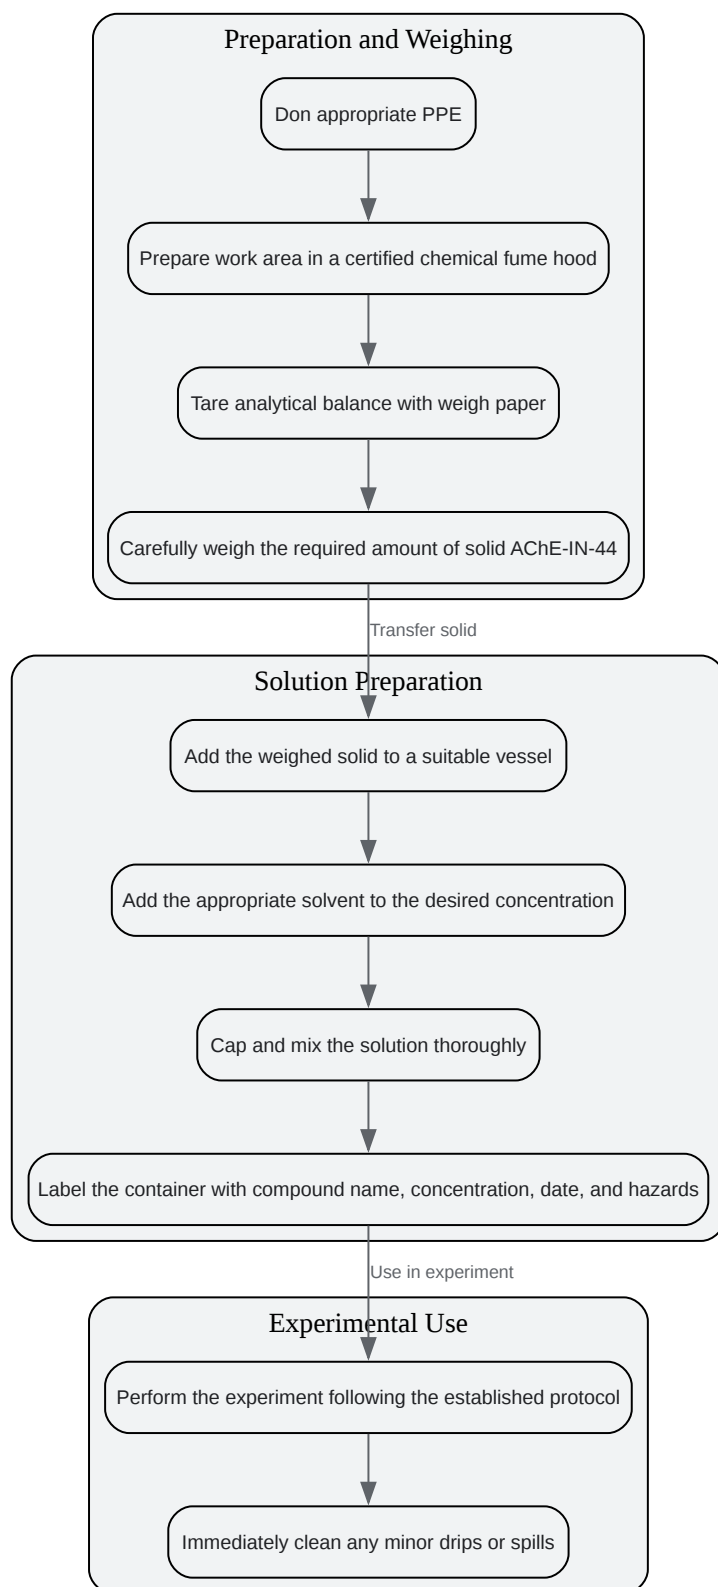 Preparation and Weighing
Don appropriate PPE
Prepare work area in a certified chemical fume hood
Tare analytical balance with weigh paper
Carefully weigh the required amount of solid AChE-IN-44
Transfer solid
Solution Preparation
Add the weighed solid to a suitable vessel
Add the appropriate solvent to the desired concentration
Cap and mix the solution thoroughly
Label the container with compound name, concentration, date, and hazards
Use in experiment
Experimental Use
Perform the experiment following the established protocol
Immediately clean any minor drips or spills